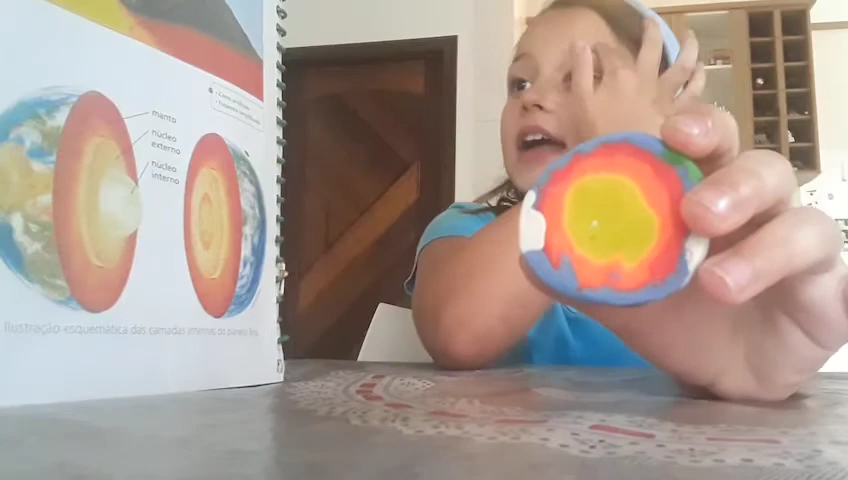 manto
núcleo
externo
núcleo
interno
Ilustração esquemática das camadas internas do planeta